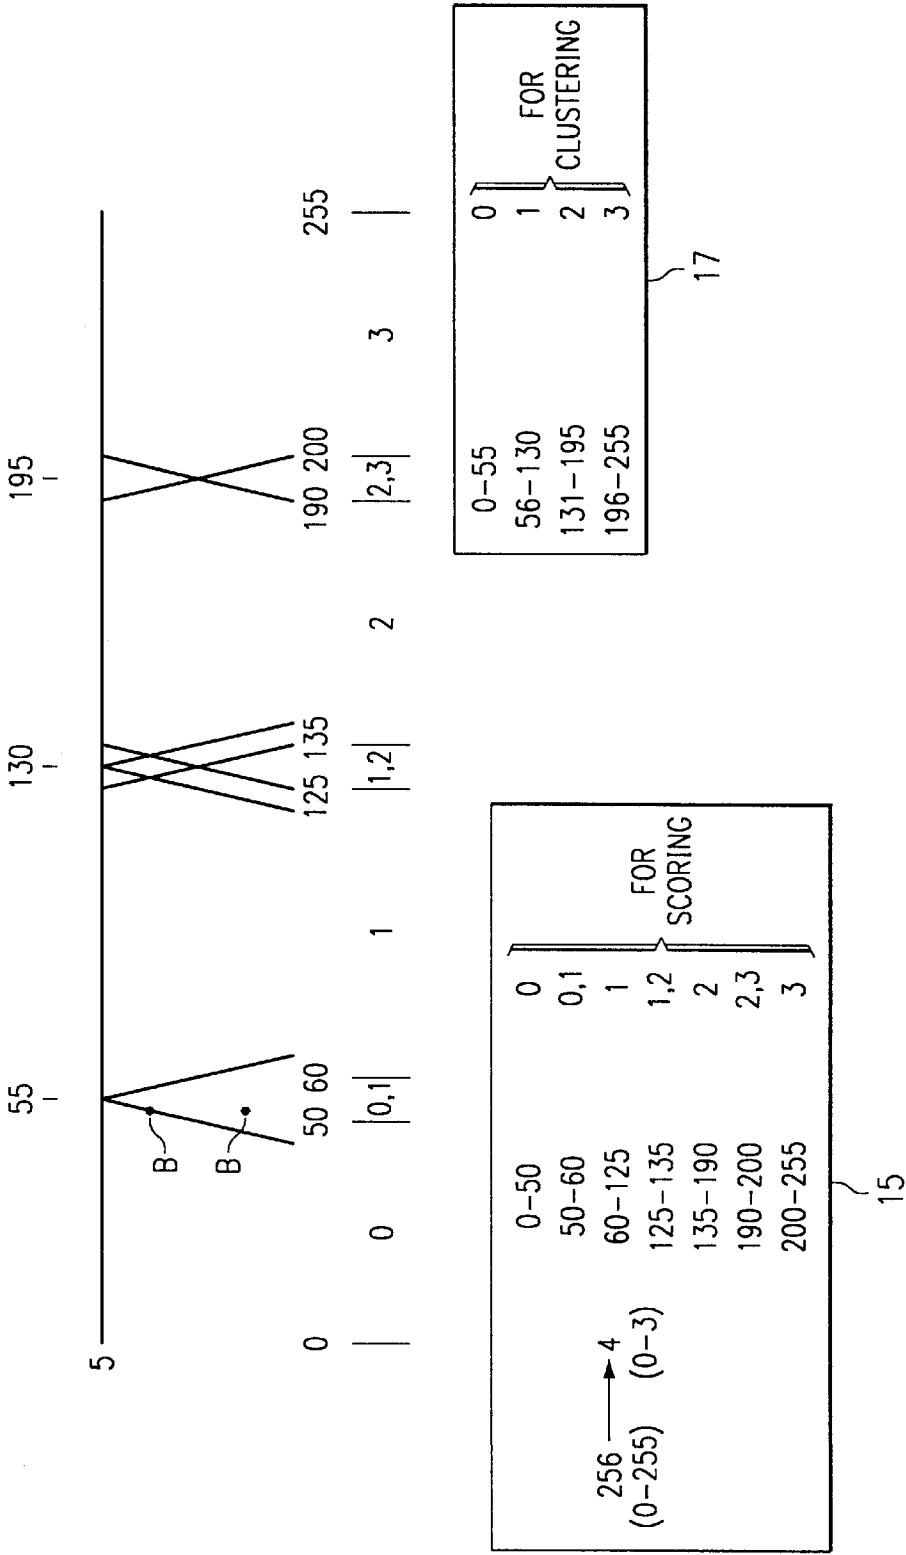 55 130 195
5
B
B
0 50 60 125 135 190 200 255
0 0,1 1 1,2 2 2,3 3
256 → 4
(0-255) (0-3)
0-50 0
50-60 0,1
60-125 1
125-135 1,2
135-190 2
190-200 2,3
200-255 3
FOR
SCORING
15
0-55 0
56-130 1
131-195 2
196-255 3
FOR
CLUSTERING
17